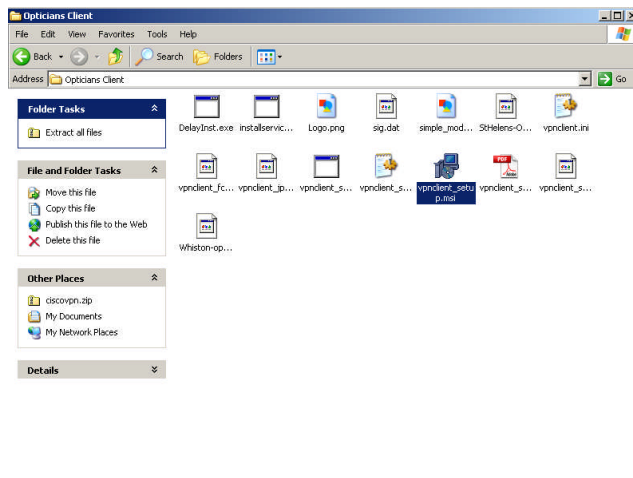 Opticians Client
File Edit View Favorites Tools Help
Back Search Folders
Address Opticians Client Go
Folder Tasks
Extract all files
File and Folder Tasks
Move this file
Copy this file
Publish this file to the Web
Delete this file
Other Places
ciscovpn.zip
My Documents
My Network Places
Details
DelayInst.exe installservic... Logo.png sig.dat simple_mod... StHelens-O... vpnclient.ini
vpnclient_fc... vpnclient_jp... vpnclient_s... vpnclient_s... vpnclient_setu vpnclient_s... vpnclient_s...
p.msi
Whiston-op...